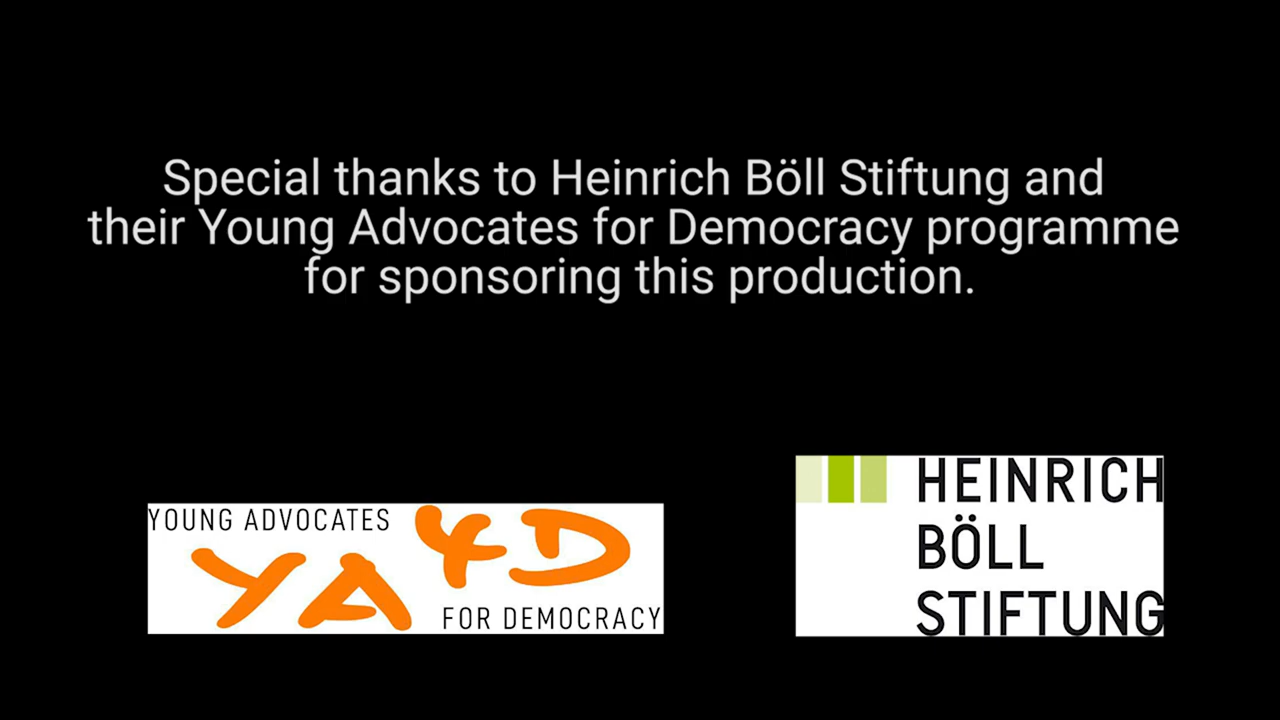 Special thanks to Heinrich Böll Stiftung and
their Young Advocates for Democracy programme
for sponsoring this production.
YOUNG ADVOCATES
YA4D
FOR DEMOCRACY
HEINRICH
BÖLL
STIFTUNG